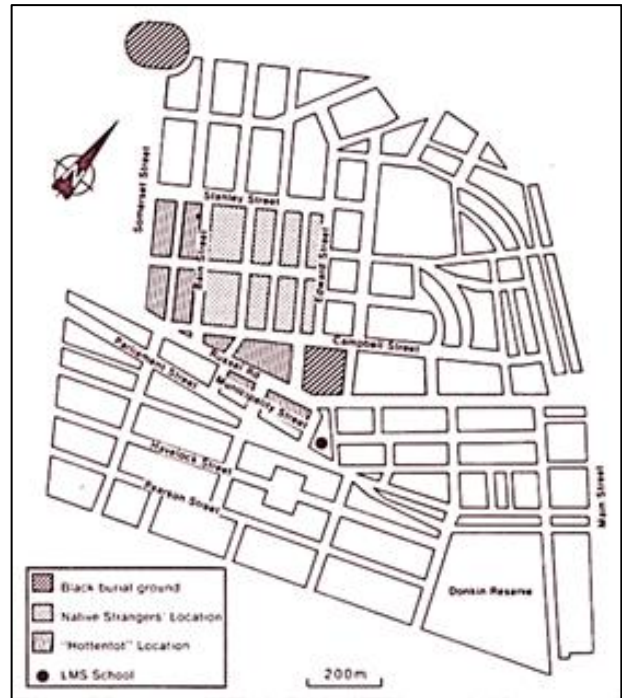 Somerset Street
Stanley Street
Bain Street
Edward Street
Campbell Street
Russel Rd
Parliament Street
Municipality Street
Havelock Street
Pearson Street
Main Street
Donkin Reserve
Black burial ground
Native Strangers' Location
"Hottentot" Location
LMS School
200m